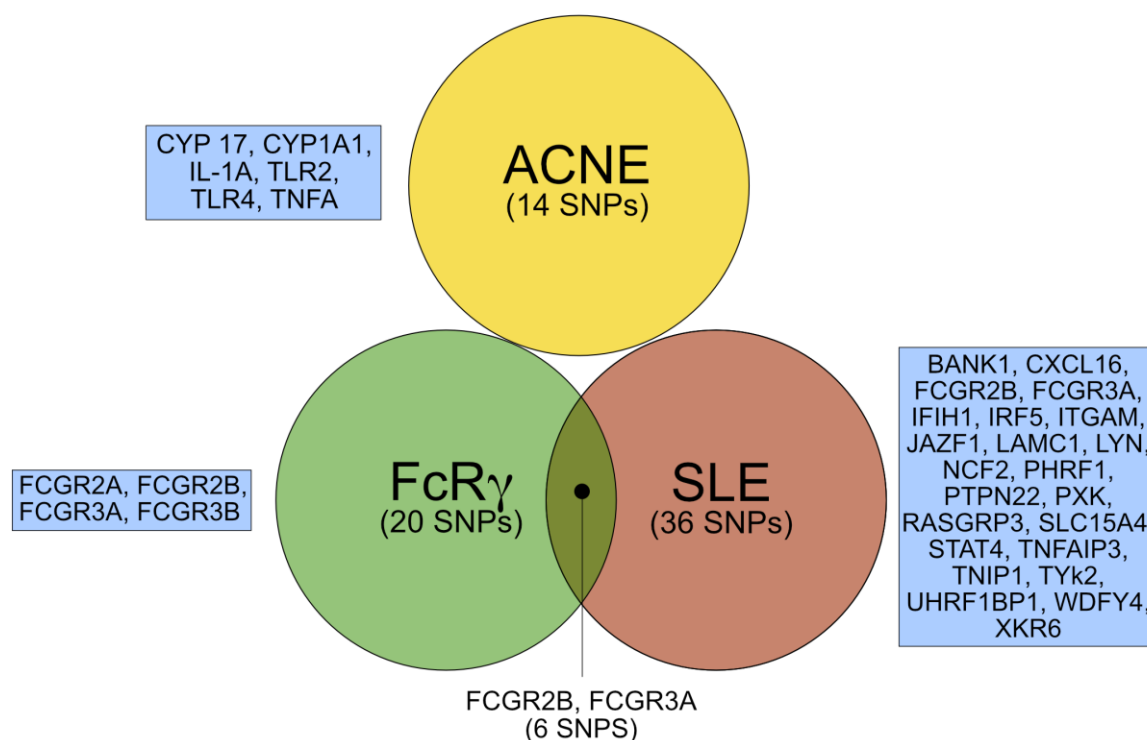 ACNE
(14 SNPs)
CYP 17, CYP1A1,
IL-1A, TLR2,
TLR4, TNFA
FcRγ
(20 SNPs)
SLE
(36 SNPs)
FCGR2A, FCGR2B,
FCGR3A, FCGR3B
BANK1, CXCL16,
FCGR2B, FCGR3A,
IFIH1, IRF5, ITGAM,
JAZF1, LAMC1, LYN,
NCF2, PHRF1,
PTPN22, PXK,
RASGRP3, SLC15A4
STAT4, TNFAIP3,
TNIP1, TYk2,
UHRF1BP1, WDFY4,
XKR6
FCGR2B, FCGR3A
(6 SNPS)